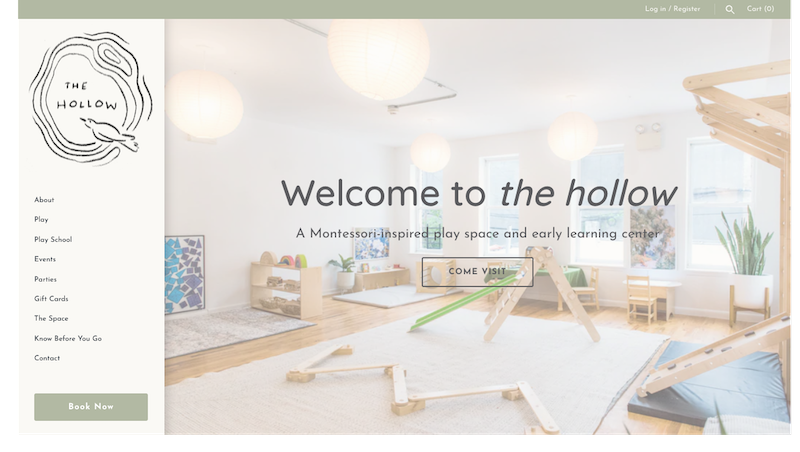 Log in / Register
Cart (0)
THE
HOLLOW
About
Play
Play School
Events
Parties
Gift Cards
The Space
Know Before You Go
Contact
Book Now
Welcome to the hollow
A Montessori-inspired play space and early learning center
COME VISIT